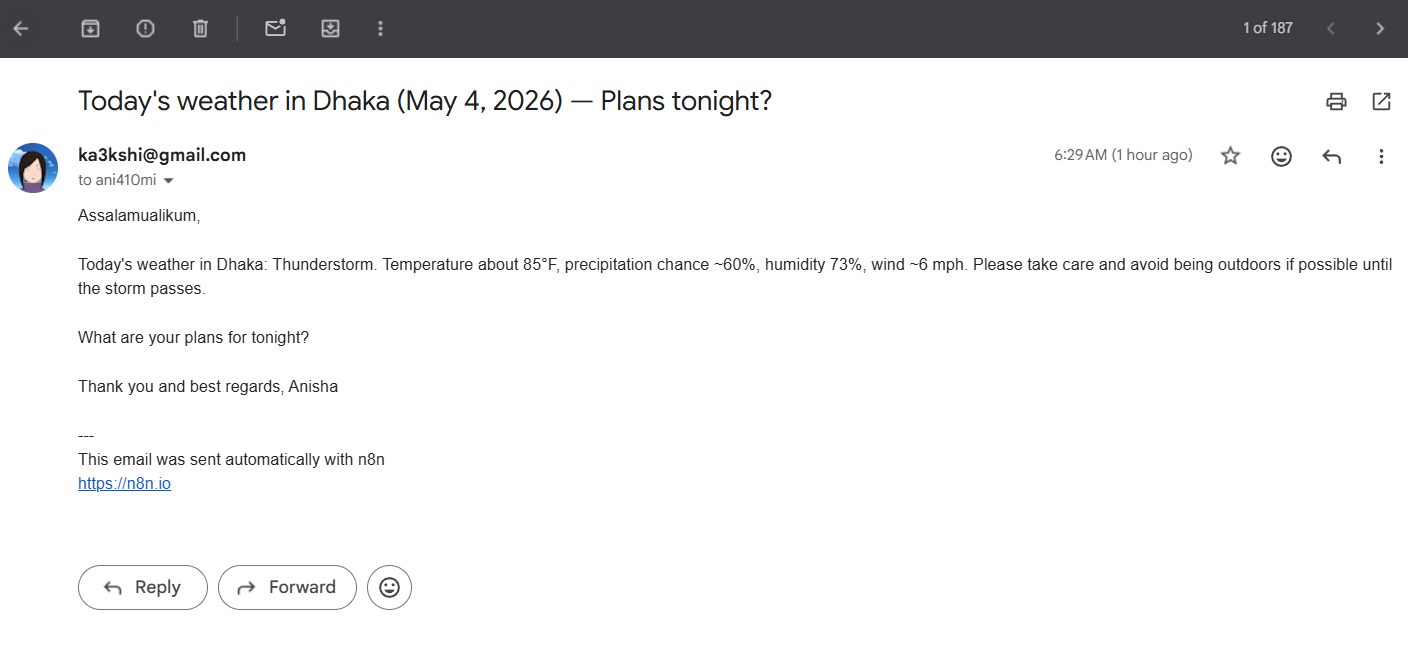 1 of 187
Today's weather in Dhaka (May 4, 2026) — Plans tonight?
ka3kshi@gmail.com
6:29 AM (1 hour ago)
to ani410mi
Assalamualikum,
Today's weather in Dhaka: Thunderstorm. Temperature about 85°F, precipitation chance ~60%, humidity 73%, wind ~6 mph. Please take care and avoid being outdoors if possible until
the storm passes.
What are your plans for tonight?
Thank you and best regards, Anisha
---
This email was sent automatically with n8n
https://n8n.io
Reply
Forward